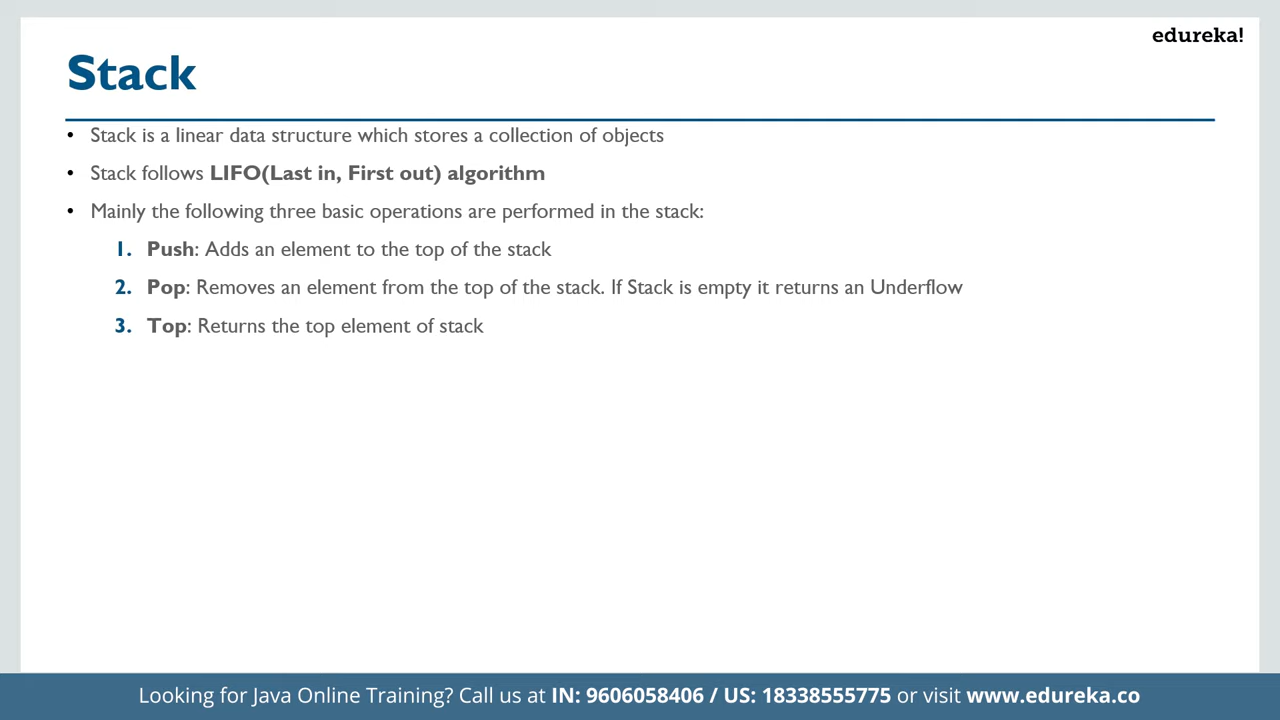 edureka!
Stack
• Stack is a linear data structure which stores a collection of objects
• Stack follows LIFO(Last in, First out) algorithm
• Mainly the following three basic operations are performed in the stack:
1. Push: Adds an element to the top of the stack
2. Pop: Removes an element from the top of the stack. If Stack is empty it returns an Underflow
3. Top: Returns the top element of stack
Looking for Java Online Training? Call us at IN: 9606058406 / US: 18338555775 or visit www.edureka.co